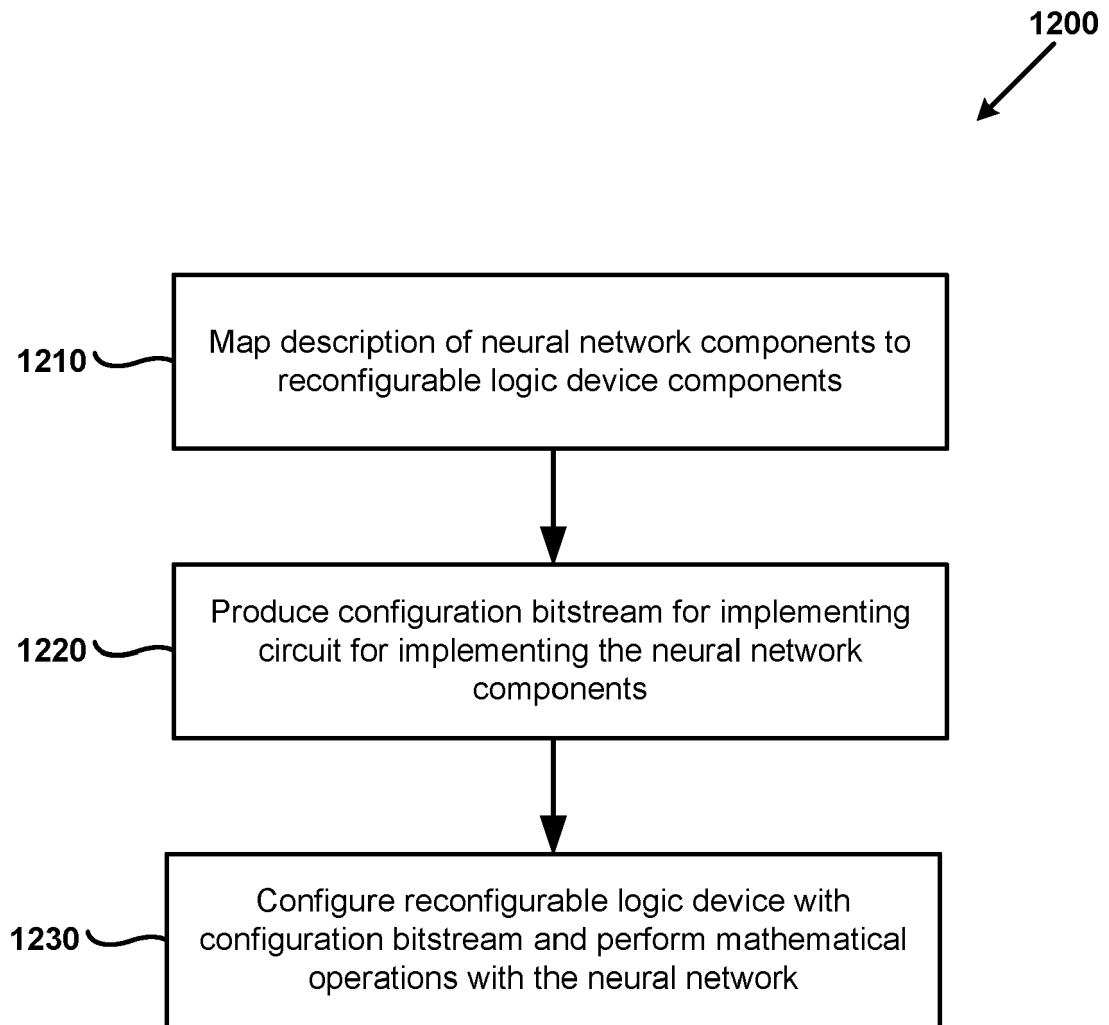 1200
1210
Map description of neural network components to
reconfigurable logic device components
1220
Produce configuration bitstream for implementing
circuit for implementing the neural network
components
1230
Configure reconfigurable logic device with
configuration bitstream and perform mathematical
operations with the neural network